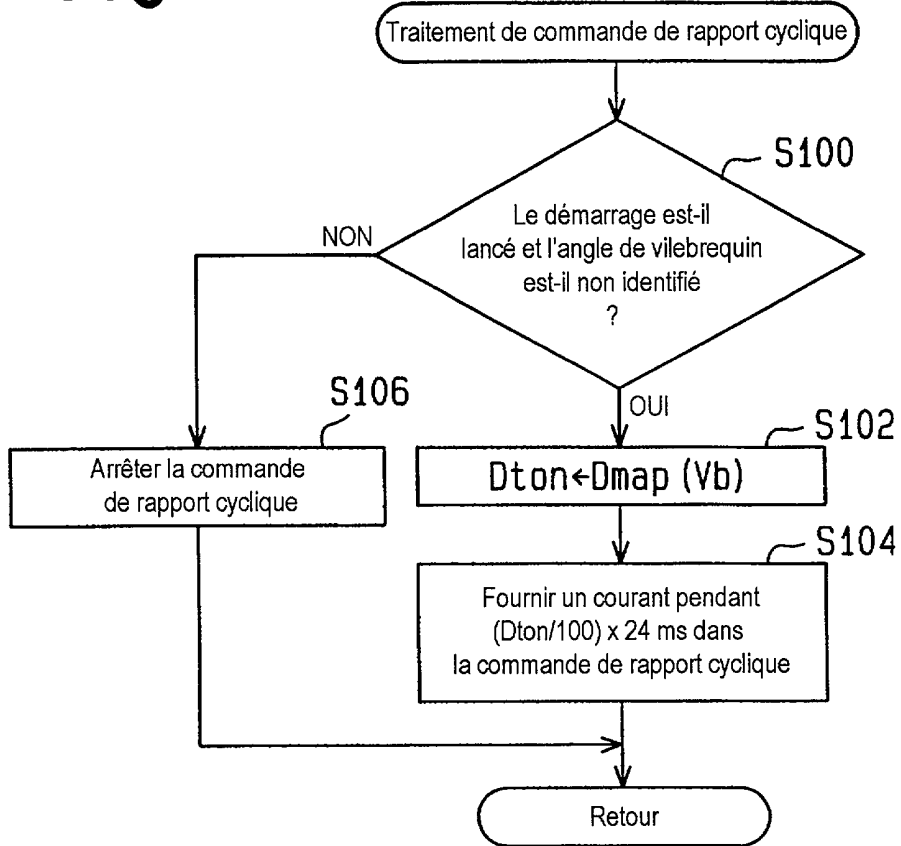 Traitement de commande de rapport cyclique
S100
Le démarrage est-il
lancé et l'angle de vilebrequin
est-il non identifié
?
NON
OUI
S106
Arrêter la commande
de rapport cyclique
S102
Dton←Dmap (Vb)
S104
Fournir un courant pendant
(Dton/100) x 24 ms dans
la commande de rapport cyclique
Retour